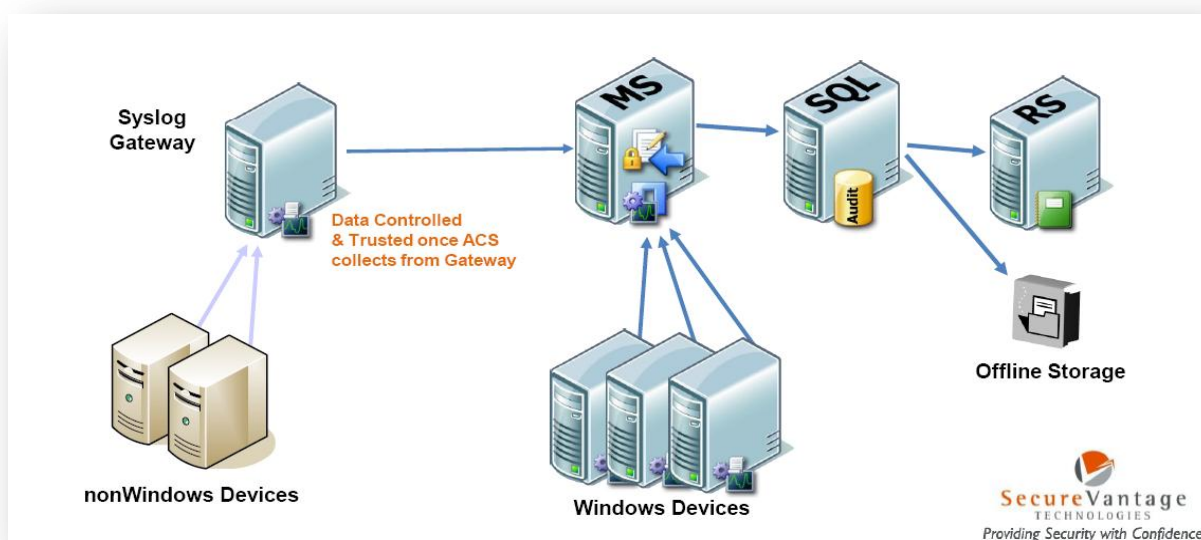 Syslog
Gateway
MS
SQL
RS
Audit
Data Controlled
& Trusted once ACS
collects from Gateway
Offline Storage
nonWindows Devices
Windows Devices
SecureVantage
TECHNOLOGIES
Providing Security with Confidence